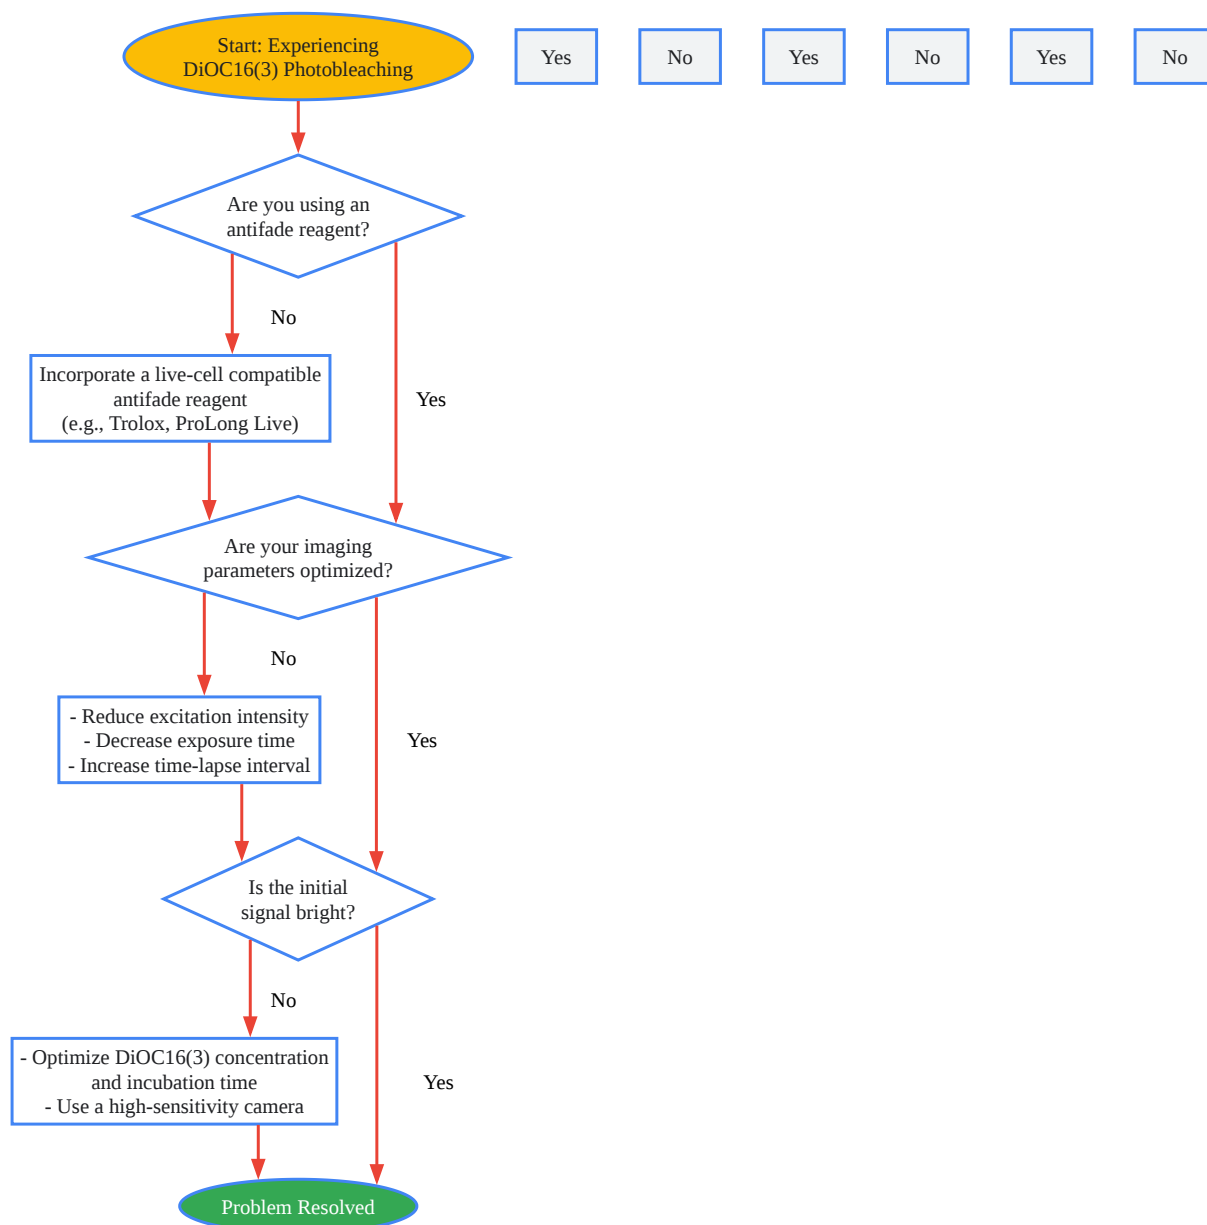 Start: Experiencing
DiOC16(3) Photobleaching
Yes
No
Yes
No
Yes
No
Are you using an
antifade reagent?
No
Incorporate a live-cell compatible
antifade reagent
(e.g., Trolox, ProLong Live)
Yes
Are your imaging
parameters optimized?
No
- Reduce excitation intensity
- Decrease exposure time
- Increase time-lapse interval
Yes
Is the initial
signal bright?
No
- Optimize DiOC16(3) concentration
and incubation time
- Use a high-sensitivity camera
Yes
Problem Resolved